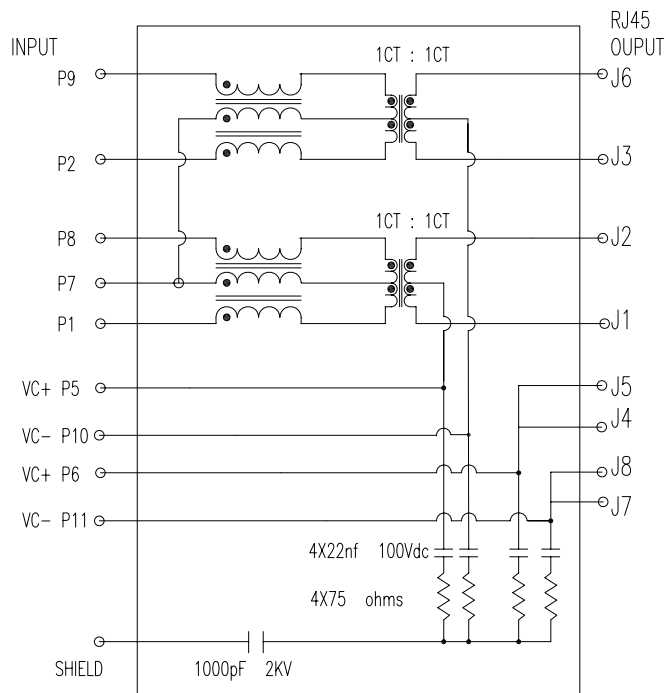 RJ45
INPUT OUPUT
1CT : 1CT
P9 J6
P2 J3
1CT : 1CT
P8 J2
P7
P1 J1
VC+ P5 J5
J4
VC- P10
VC+ P6 J8
J7
VC- P11
4X22nf 100Vdc
4X75 ohms
SHIELD 1000pF 2KV